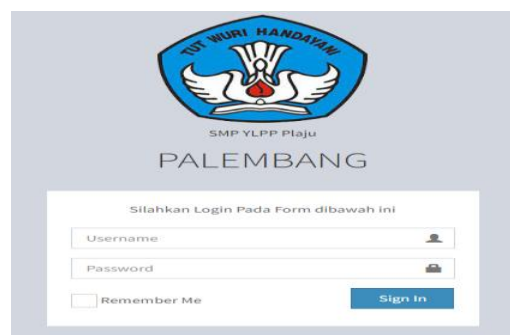 TUT WURI HANDAYANI
SMP YLPP Plaju
PALEMBANG
Silahkan Login Pada Form dibawah ini
Username
Password
Remember Me
Sign In